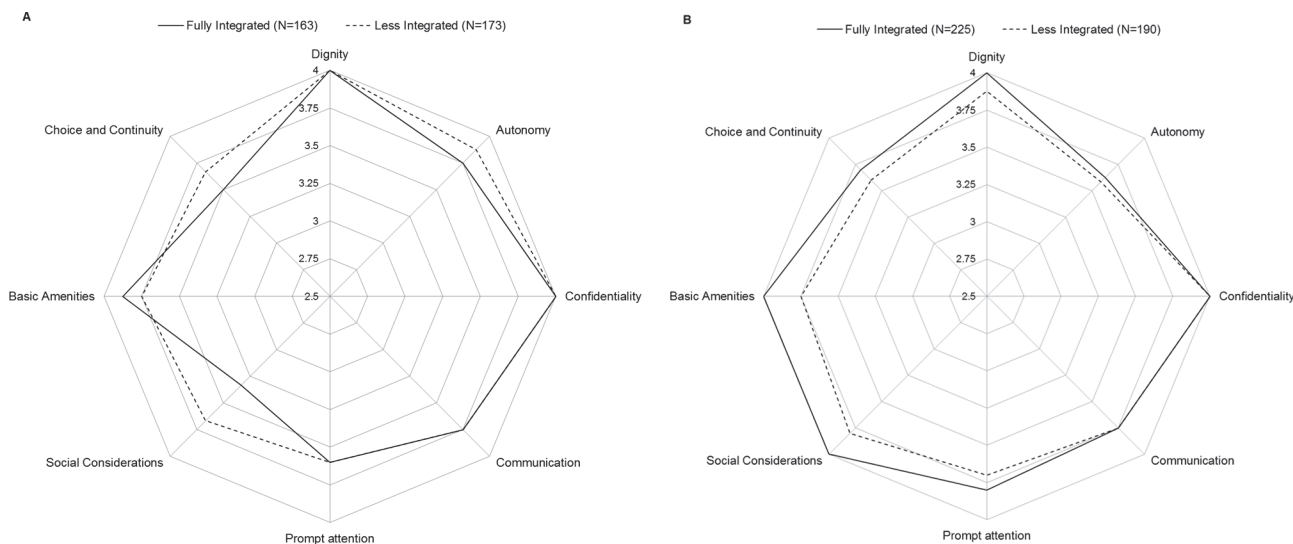 A
Fully Integrated (N=163) Less Integrated (N=173)
Dignity
4
3.75
3.5
3.25
3
2.75
2.5
Choice and Continuity
Autonomy
Basic Amenities
Confidentiality
Social Considerations
Communication
Prompt attention
B
Fully Integrated (N=225) Less Integrated (N=190)
Dignity
4
3.75
3.5
3.25
3
2.75
2.5
Choice and Continuity
Autonomy
Basic Amenities
Confidentiality
Social Considerations
Communication
Prompt attention